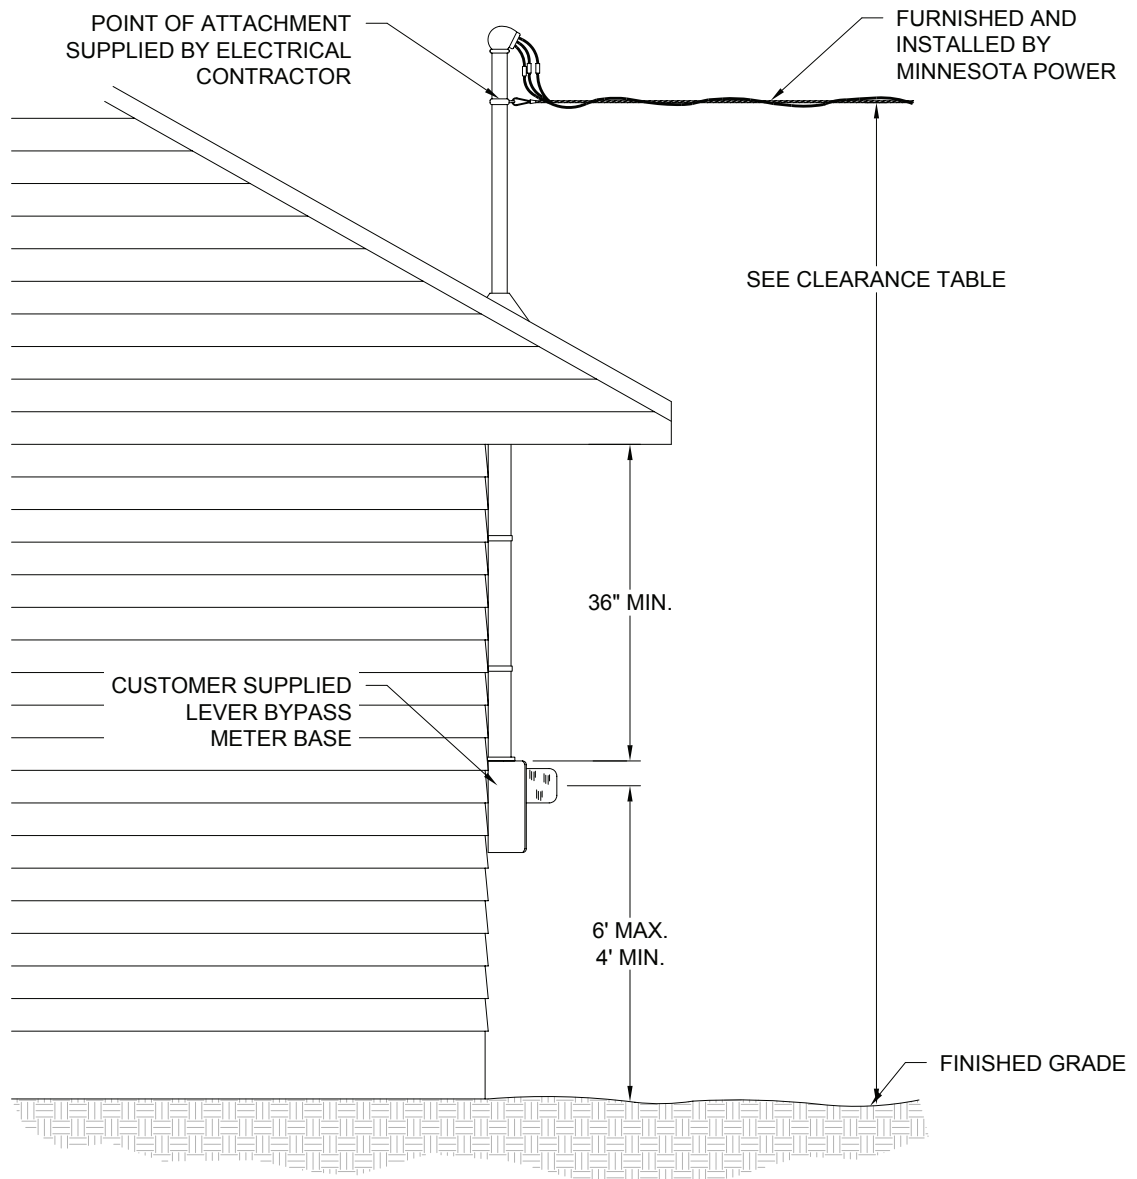 POINT OF ATTACHMENT
SUPPLIED BY ELECTRICAL
CONTRACTOR
FURNISHED AND
INSTALLED BY
MINNESOTA POWER
SEE CLEARANCE TABLE
36" MIN.
CUSTOMER SUPPLIED
LEVER BYPASS
METER BASE
6' MAX.
4' MIN.
FINISHED GRADE